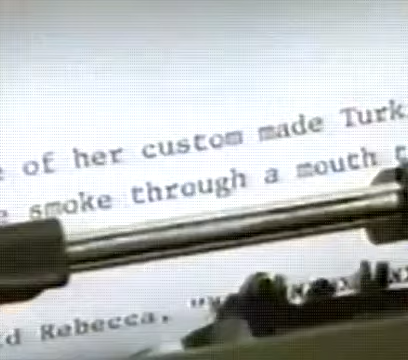 of her custom made Turk
smoke through a mouth
Rebecca. "